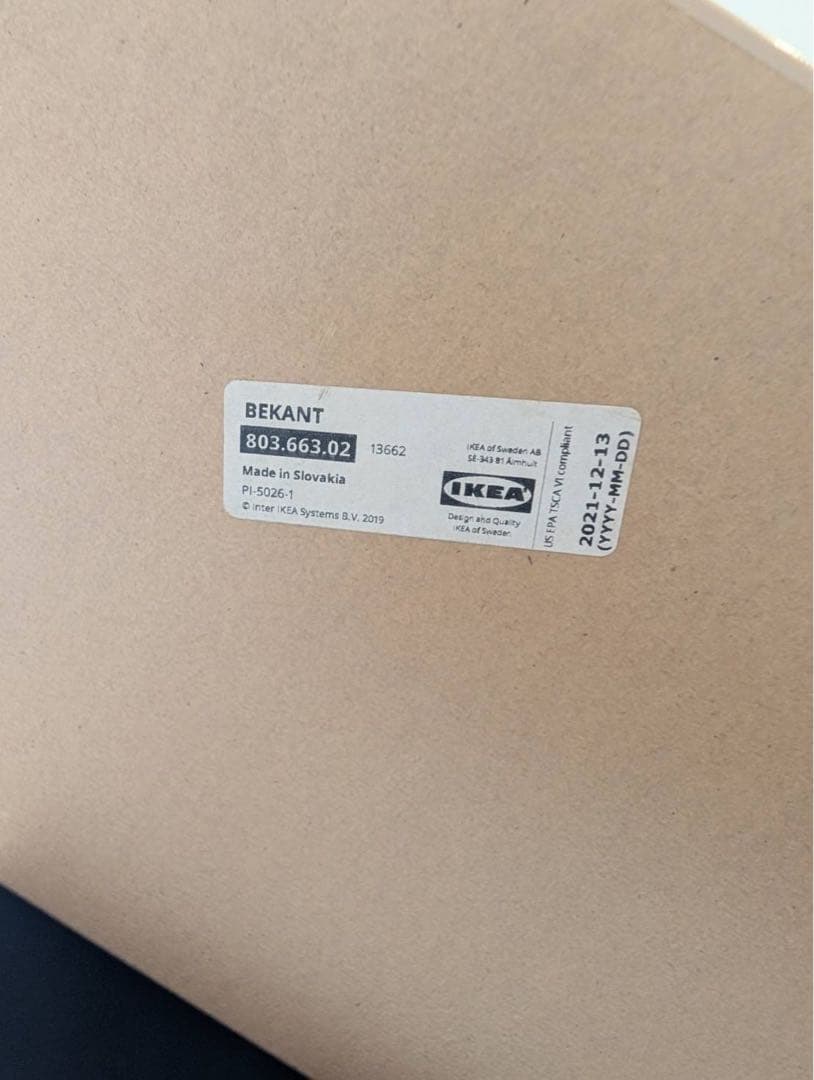 BEKANT
803.663.02 13662
Made in Slovakia
PI-5026-1
© Inter IKEA Systems B.V. 2019
IKEA of Sweden AB
SE-343 81 Älmhult
IKEA
Design and Quality
IKEA of Sweden
US EPA TSCA VI compliant
2021-12-13
(YYYY-MM-DD)